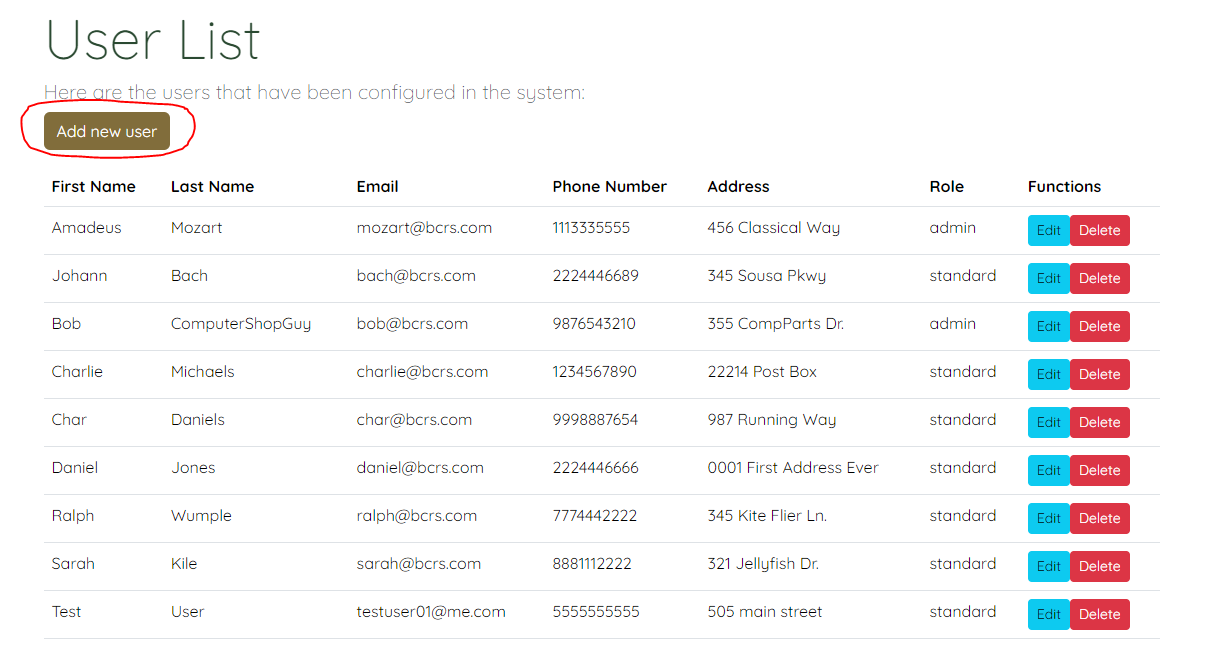 User List
Here are the users that have been configured in the system:
Add new user
First Name Last Name Email Phone Number Address Role Functions
Amadeus Mozart mozart@bcrs.com 1113335555 456 Classical Way admin Edit Delete
Johann Bach bach@bcrs.com 2224446689 345 Sousa Pkwy standard Edit Delete
Bob ComputerShopGuy bob@bcrs.com 9876543210 355 CompParts Dr. admin Edit Delete
Charlie Michaels charlie@bcrs.com 1234567890 22214 Post Box standard Edit Delete
Char Daniels char@bcrs.com 9998887654 987 Running Way standard Edit Delete
Daniel Jones daniel@bcrs.com 2224446666 0001 First Address Ever standard Edit Delete
Ralph Wumple ralph@bcrs.com 7774442222 345 Kite Flier Ln. standard Edit Delete
Sarah Kile sarah@bcrs.com 8881112222 321 Jellyfish Dr. standard Edit Delete
Test User testuser01@me.com 5555555555 505 main street standard Edit Delete